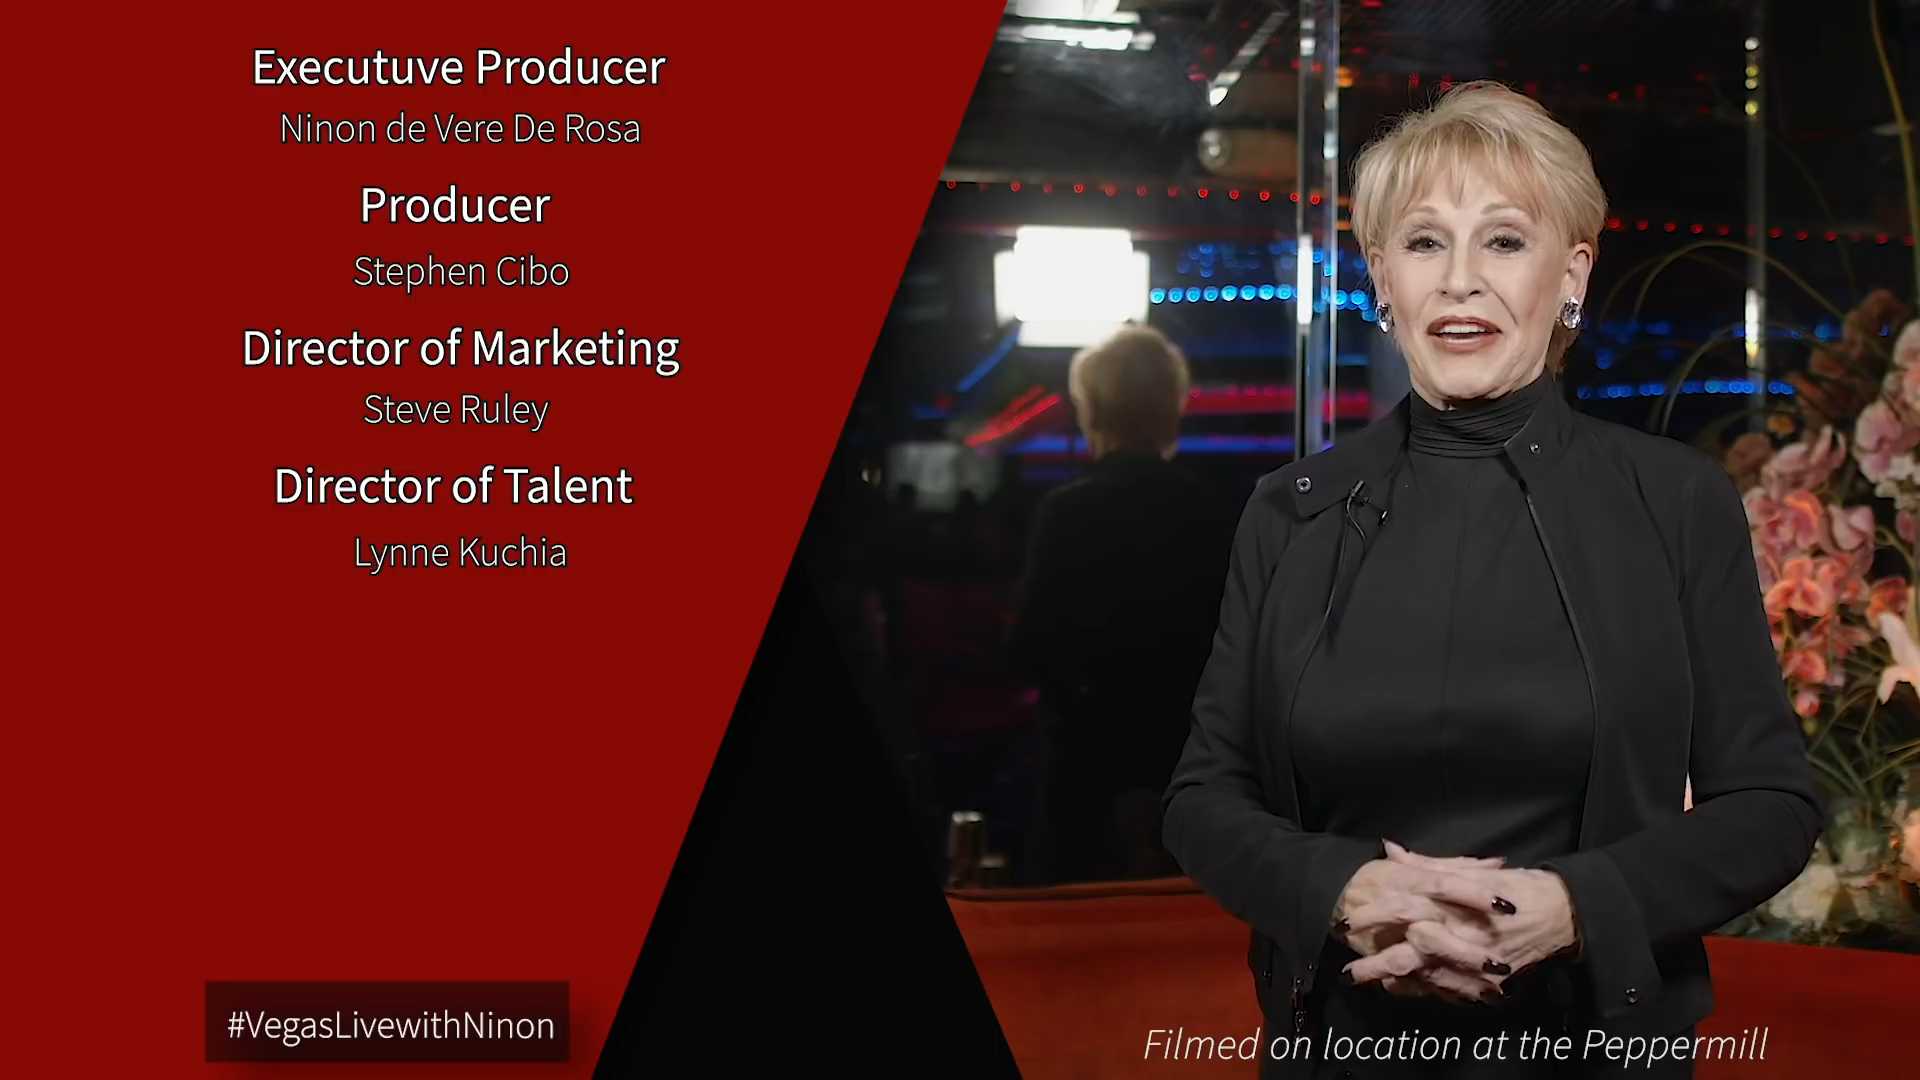 Executuve Producer
Ninon de Vere De Rosa
Producer
Stephen Cibo
Director of Marketing
Steve Ruley
Director of Talent
Lynne Kuchia
#VegasLivewithNinon
Filmed on location at the Peppermill